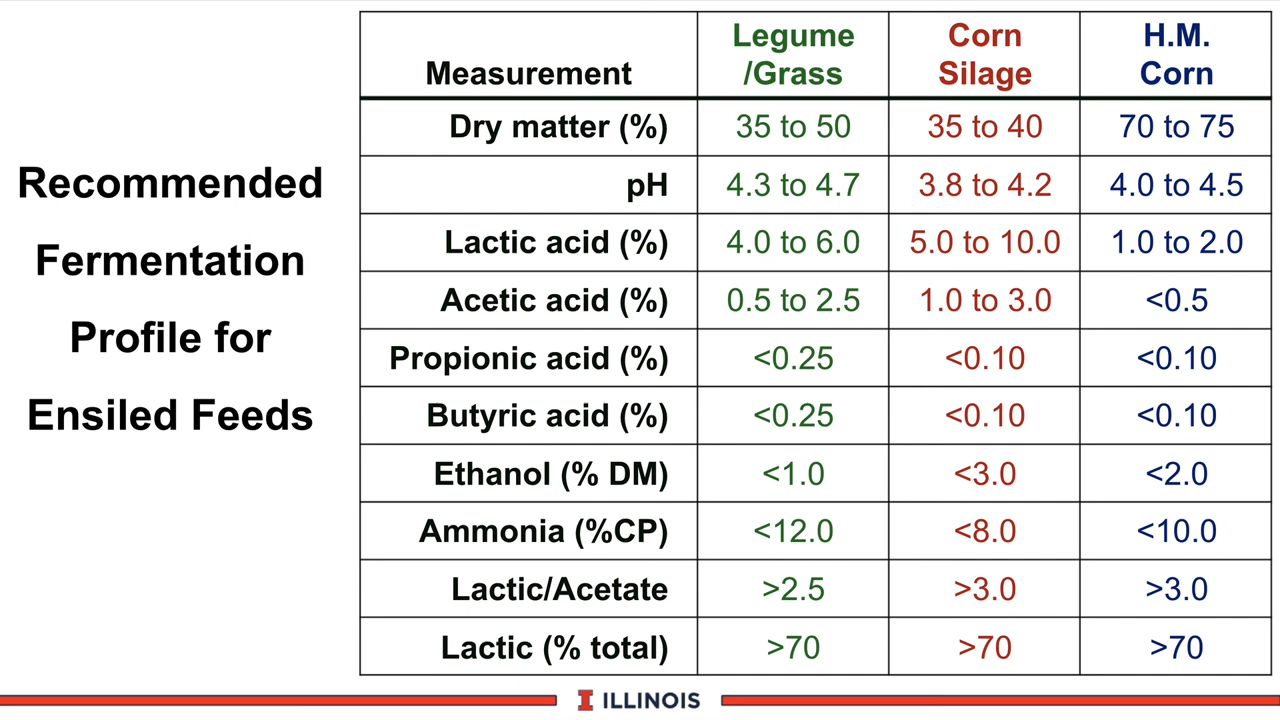 Recommended
Fermentation
Profile for
Ensiled Feeds
Measurement Legume /Grass Corn Silage H.M. Corn
Dry matter (%) 35 to 50 35 to 40 70 to 75
pH 4.3 to 4.7 3.8 to 4.2 4.0 to 4.5
Lactic acid (%) 4.0 to 6.0 5.0 to 10.0 1.0 to 2.0
Acetic acid (%) 0.5 to 2.5 1.0 to 3.0 <0.5
Propionic acid (%) <0.25 <0.10 <0.10
Butyric acid (%) <0.25 <0.10 <0.10
Ethanol (% DM) <1.0 <3.0 <2.0
Ammonia (%CP) <12.0 <8.0 <10.0
Lactic/Acetate >2.5 >3.0 >3.0
Lactic (% total) >70 >70 >70
I ILLINOIS